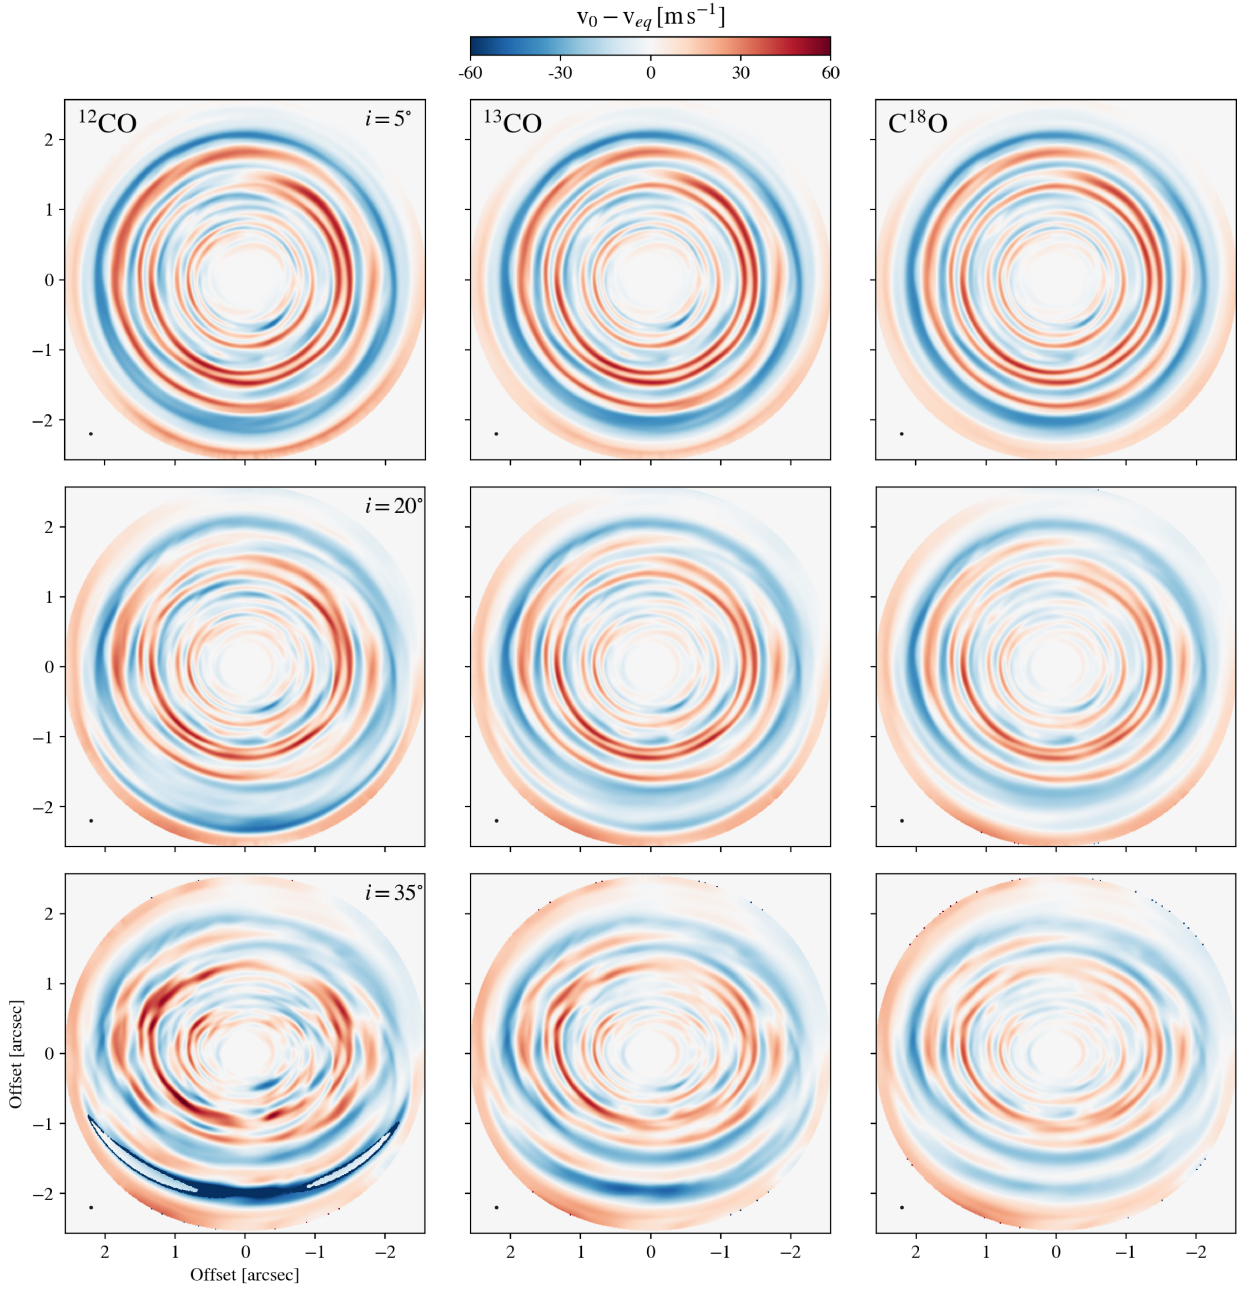 v₀ − v_eq [m s⁻¹]
-60 -30 0 30 60
¹²CO i = 5° ¹³CO C¹⁸O
2
1
0
−1
−2
i = 20°
2
1
0
−1
−2
i = 35°
2
1
0
−1
−2
Offset [arcsec]
2 1 0 −1 −2 2 1 0 −1 −2 2 1 0 −1 −2
Offset [arcsec]